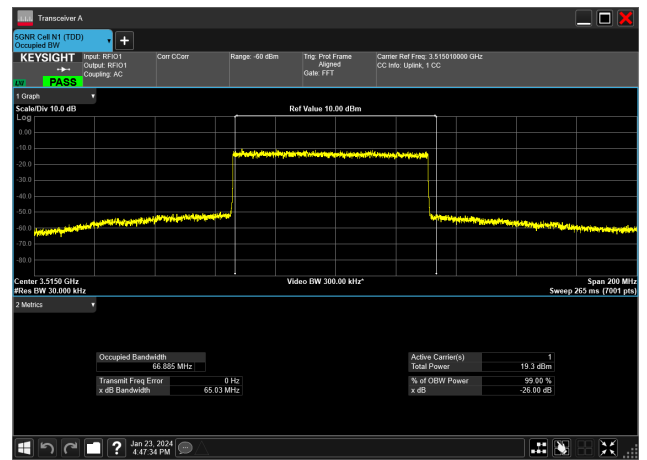 Transceiver A
5GNR Cell N1 (TDD)
Occupied BW
KEYSIGHT
Input: RFIO1
Output: RFIO1
Coupling: AC
Corr CCorr
Range: -60 dBm
Trig: Prot Frame
Aligned
Gate: FFT
Carrier Ref Freq: 3.515010000 GHz
CC Info: Uplink, 1 CC
PASS
1 Graph
Scale/Div 10.0 dB
Ref Value 10.00 dBm
Log
0.00
-10.0
-20.0
-30.0
-40.0
-50.0
-60.0
-70.0
-80.0
Center 3.5150 GHz
Video BW 300.00 kHz*
Span 200 MHz
#Res BW 30.000 kHz
Sweep 265 ms (7001 pts)
2 Metrics
Occupied Bandwidth
66.885 MHz
Transmit Freq Error 0 Hz
x dB Bandwidth 65.03 MHz
Active Carrier(s) 1
Total Power 19.3 dBm
% of OBW Power 99.00 %
x dB -26.00 dB
Jan 23, 2024
4:47:34 PM